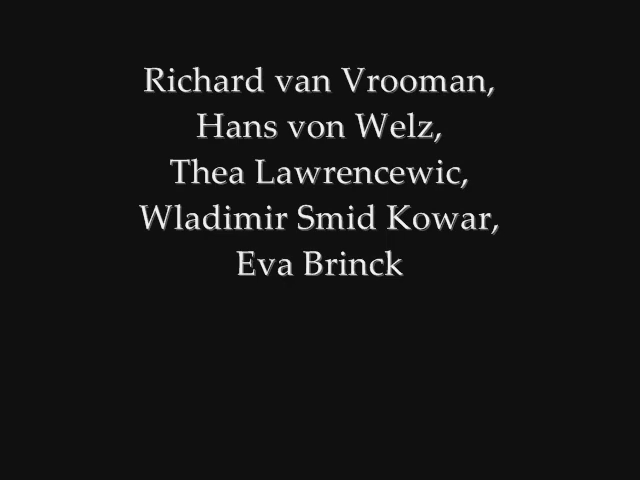 Richard van Vrooman,
Hans von Welz,
Thea Lawrencewic,
Wladimir Smid Kowar,
Eva Brinck